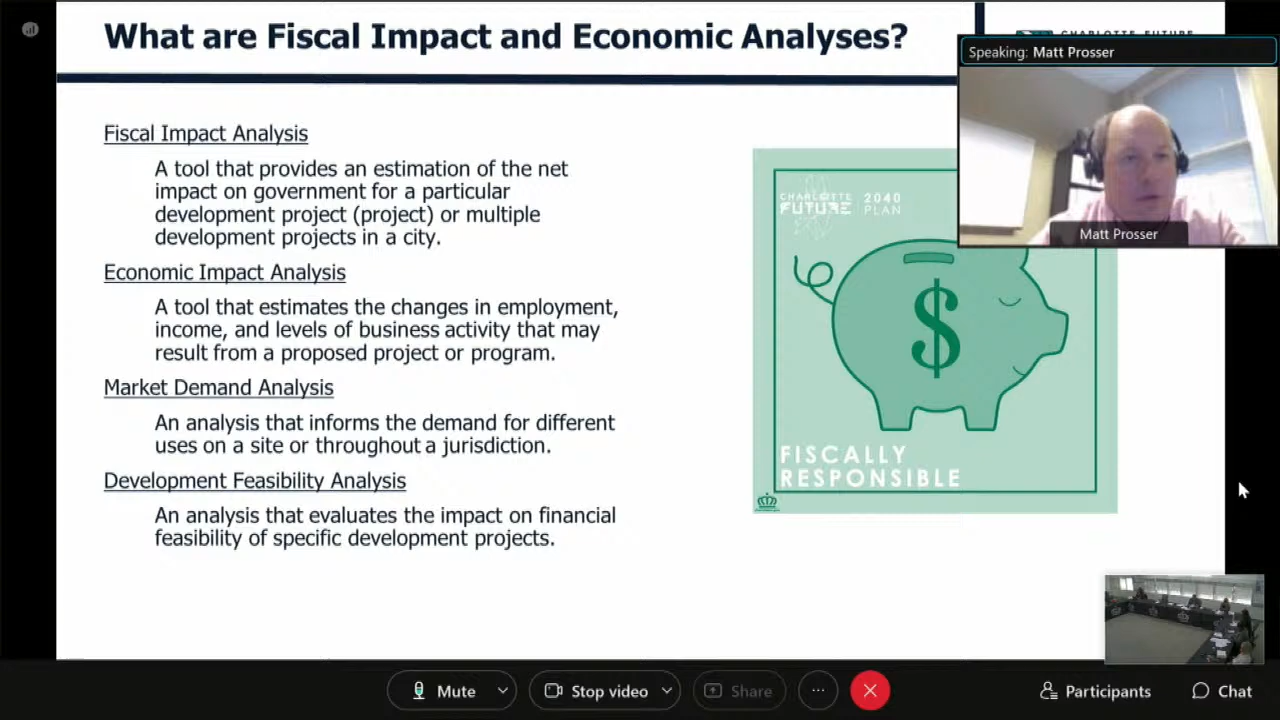 What are Fiscal Impact and Economic Analyses?
CHARLOTTE FUTURE
Speaking: Matt Prosser
Matt Prosser
Fiscal Impact Analysis
A tool that provides an estimation of the net
impact on government for a particular
development project (project) or multiple
development projects in a city.
Economic Impact Analysis
A tool that estimates the changes in employment,
income, and levels of business activity that may
result from a proposed project or program.
Market Demand Analysis
An analysis that informs the demand for different
uses on a site or throughout a jurisdiction.
Development Feasibility Analysis
An analysis that evaluates the impact on financial
feasibility of specific development projects.
CHARLOTTE
FUTURE
2040
PLAN
$
FISCALLY
RESPONSIBLE
Mute
Stop video
Share
Participants
Chat